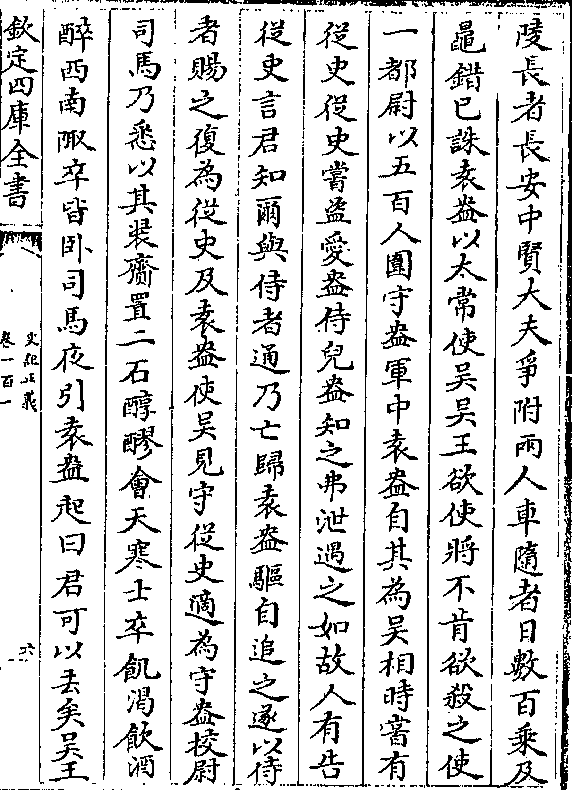 陵長者長安中賢大夫爭附兩人車隨者日數百乘及
鼂錯已誅袁盎以太常使吴吴王欲使將不肯欲殺之使
一都尉以五百人圍守盎軍中袁盎自其為吴相時嘗有
從史從史嘗盗愛盎侍兒盎知之弗泄遇之如故人有告
從史言君知爾與侍者通乃亡歸袁盎驅自追之遂以侍
者賜之復為從史及袁盎使吴見守從史適為守盎挍尉
司馬乃悉以其装齎置二石醇醪會天寒士卒飢渴飲酒
醉西南陬卒皆卧司馬夜引袁盎起曰君可以去矣吴王
欽定四庫全書
史記正義
卷一百一
六